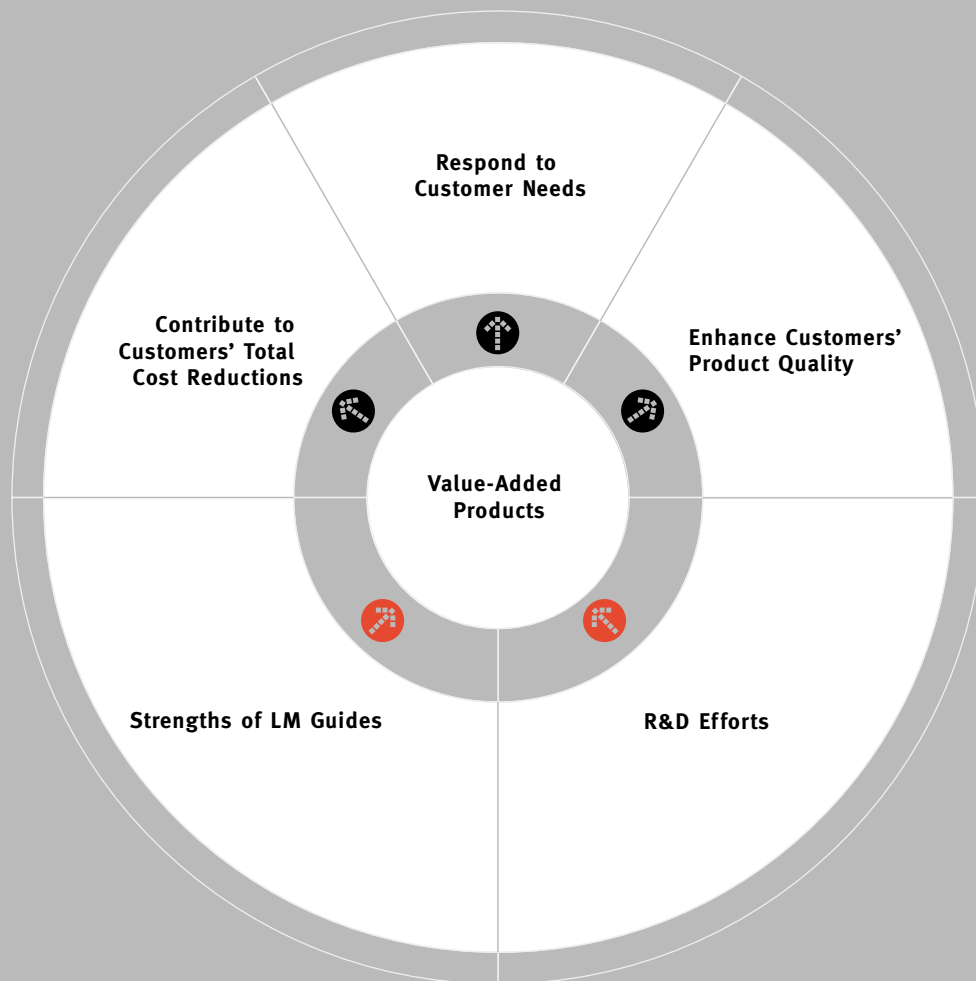 Respond to
Customer Needs
Contribute to
Customers’ Total
Cost Reductions
Enhance Customers’
Product Quality
Value-Added
Products
Strengths of LM Guides
R&D Efforts